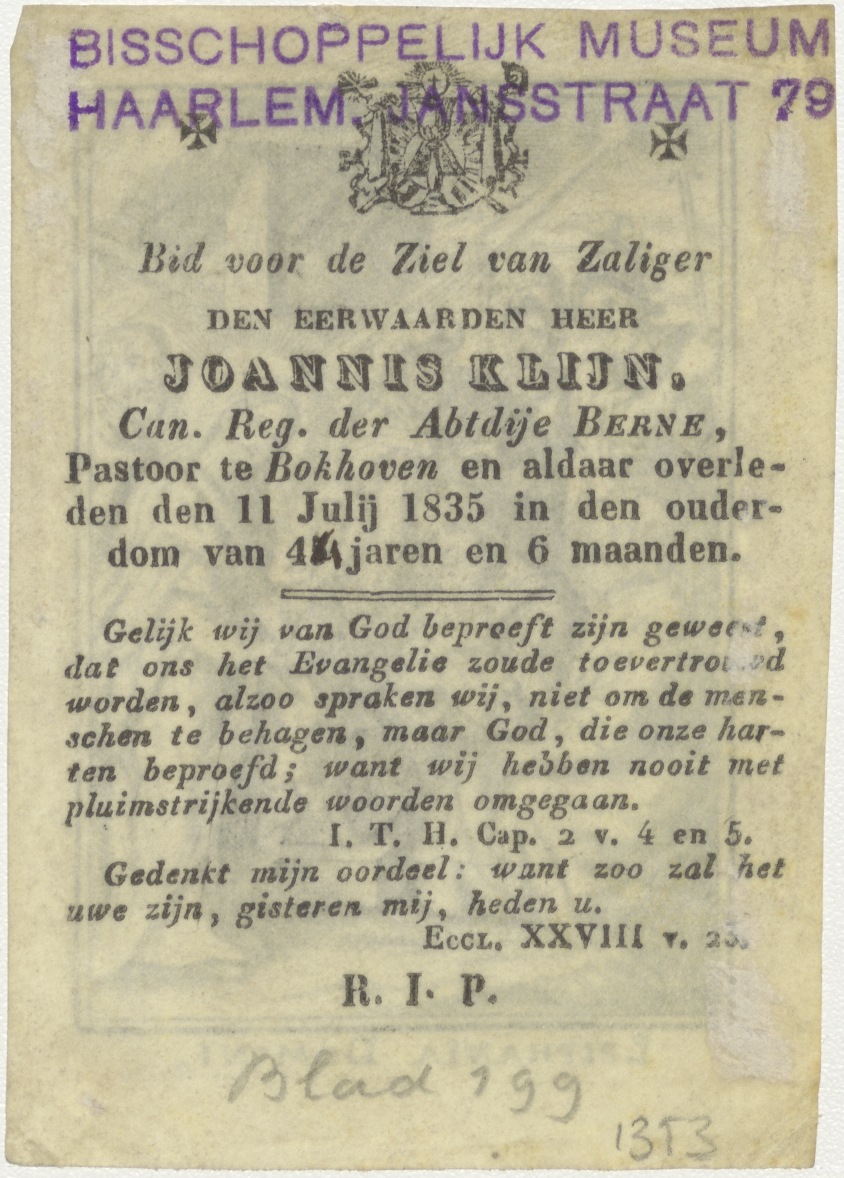 BISSCHOPPELIJK MUSEUM
HAARLEM. JANSSTRAAT 79
Bid voor de Ziel van Zaliger
DEN EERWAARDEN HEER
JOANNIS KLIJN.
Can. Reg. der Abtdije BERNE,
Pastoor te Bokhoven en aldaar overle-
den den 11 Julij 1835 in den ouder-
dom van 44 jaren en 6 maanden.
Gelijk wij van God beproeft zijn geweest,
dat ons het Evangelie zoude toevertrouwd
worden, alzoo spraken wij, niet om de men-
schen te behagen, maar God, die onze har-
ten beproefd; want wij hebben nooit met
pluimstrijkende woorden omgegaan.
I. T. H. Cap. 2 v. 4 en 5.
Gedenkt mijn oordeel: want zoo zal het
uwe zijn, gisteren mij, heden u.
ECCL. XXVIII v. 23.
R. I. P.
Blad 199
1353